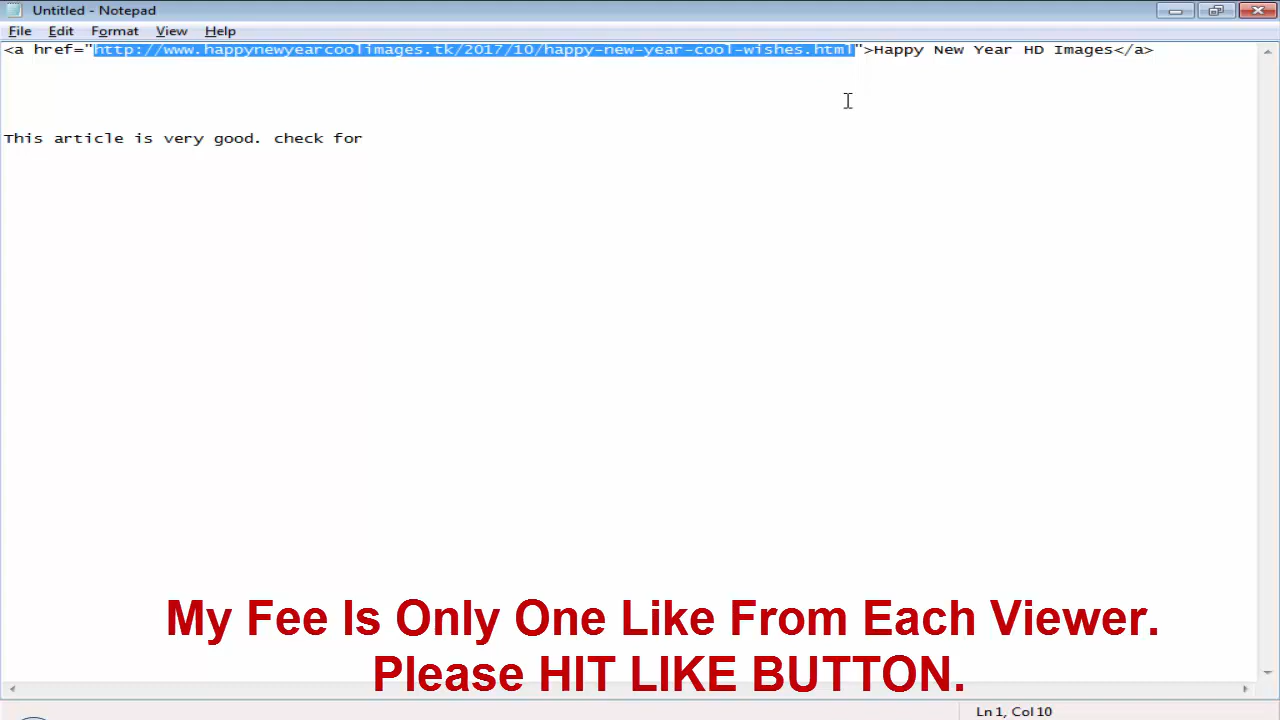 Untitled - Notepad
File Edit Format View Help
<a href="http://www.happynewyearcoolimages.tk/2017/10/happy-new-year-cool-wishes.html">Happy New Year HD Images</a>
This article is very good. check for
My Fee Is Only One Like From Each Viewer.
Please HIT LIKE BUTTON.
Ln 1, Col 10